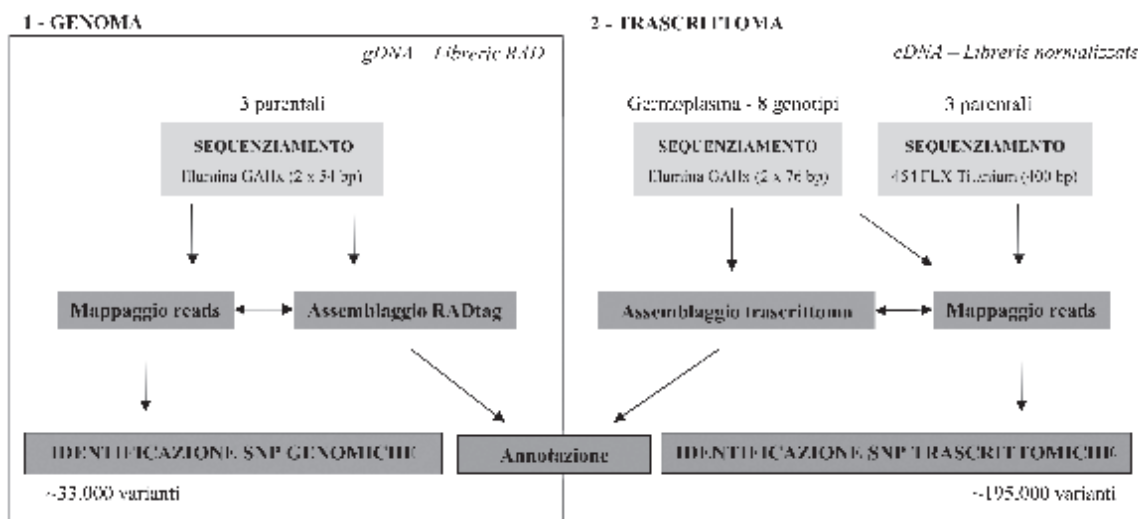 1 - GENOMA
gDNA – Librerie RAD
3 parentali
SEQUENZIAMENTO
Illumina GAIIx (2 x 54 bp)
Mappaggio reads
Assemblaggio RADtag
IDENTIFICAZIONE SNP GENOMICHE
~33.000 varianti
Annotazione
2 - TRASCRITTOMA
cDNA – Librerie normalizzate
Germoplasma - 8 genotipi
SEQUENZIAMENTO
Illumina GAIIx (2 x 76 bp)
3 parentali
SEQUENZIAMENTO
454 FLX Titanium (400 bp)
Assemblaggio trascrittoma
Mappaggio reads
IDENTIFICAZIONE SNP TRASCRITTOMICHE
~195.000 varianti